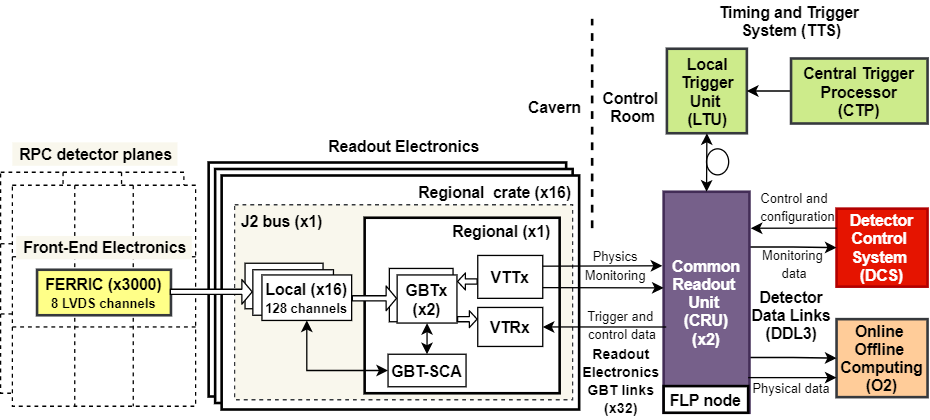 Timing and Trigger
System (TTS)
Cavern
Control
Room
Local
Trigger
Unit
(LTU)
Central Trigger
Processor
(CTP)
RPC detector planes
Readout Electronics
Regional crate (x16)
J2 bus (x1)
Regional (x1)
Front-End Electronics
FERRIC (x3000)
8 LVDS channels
Local (x16)
128 channels
GBTx
(x2)
VTTx
VTRx
GBT-SCA
Physics
Monitoring
Trigger and
control data
Readout
Electronics
GBT links
(x32)
Common
Readout
Unit
(CRU)
(x2)
FLP node
Control and
configuration
Monitoring
data
Detector
Control
System
(DCS)
Detector
Data Links
(DDL3)
Physical data
Online
Offline
Computing
(O2)